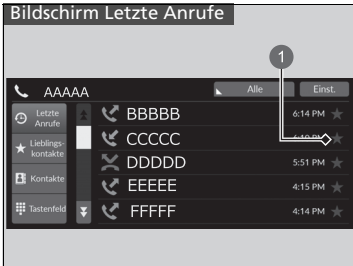 Bildschirm Letzte Anrufe
1
AAAAA
Alle
Einst.
Letzte
Anrufe
Lieblings-
kontakte
Kontakte
Tastenfeld
BBBBB
6:14 PM
CCCCC
PM
DDDDD
5:51 PM
EEEEE
4:15 PM
FFFFF
4:14 PM